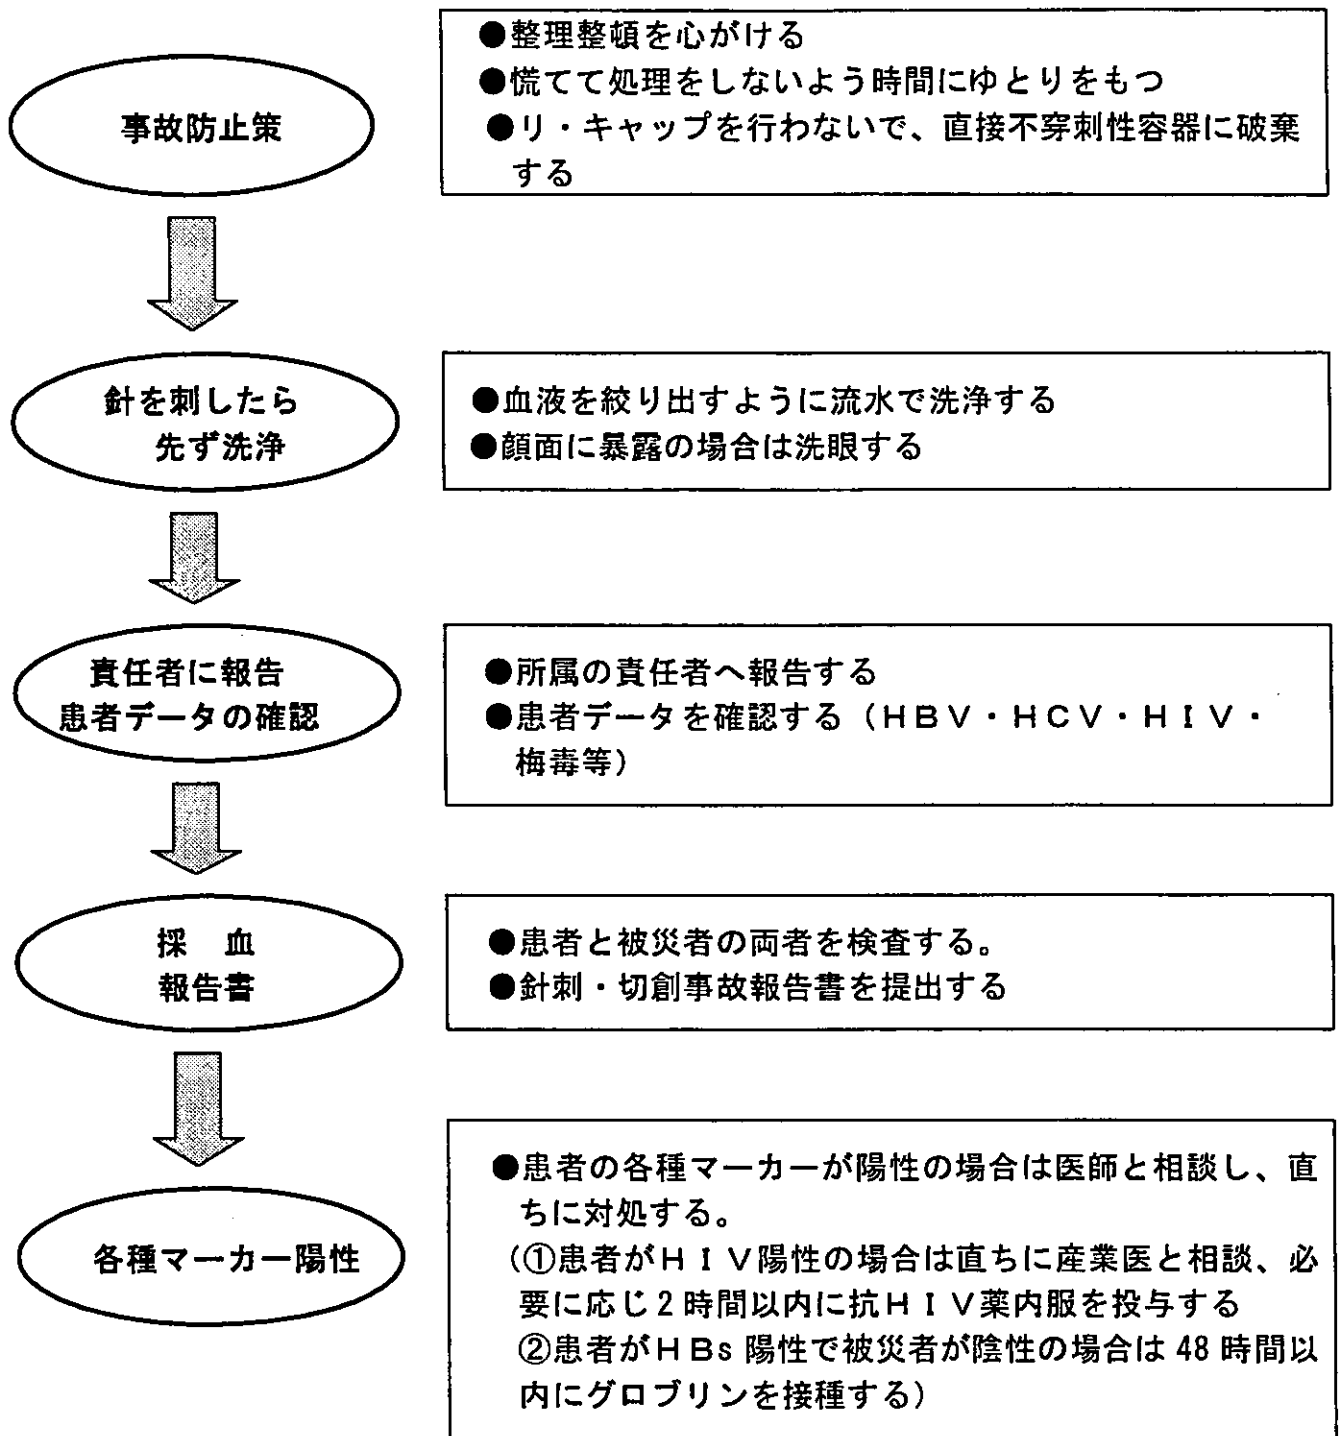 事故防止策
●整理整頓を心がける
●慌てて処理をしないよう時間にゆとりをもつ
●リ・キャップを行わないで、直接不穿刺性容器に破棄
する
針を刺したら
先ず洗浄
●血液を絞り出すように流水で洗浄する
●顔面に暴露の場合は洗眼する
責任者に報告
患者データの確認
●所属の責任者へ報告する
●患者データを確認する（ＨＢＶ・ＨＣＶ・ＨＩＶ・
梅毒等）
採　血
報告書
●患者と被災者の両者を検査する。
●針刺・切創事故報告書を提出する
各種マーカー陽性
●患者の各種マーカーが陽性の場合は医師と相談し、直
ちに対処する。
（①患者がＨＩＶ陽性の場合は直ちに産業医と相談、必
要に応じ２時間以内に抗ＨＩＶ薬内服を投与する
②患者がＨＢs 陽性で被災者が陰性の場合は 48 時間以
内にグロブリンを接種する）